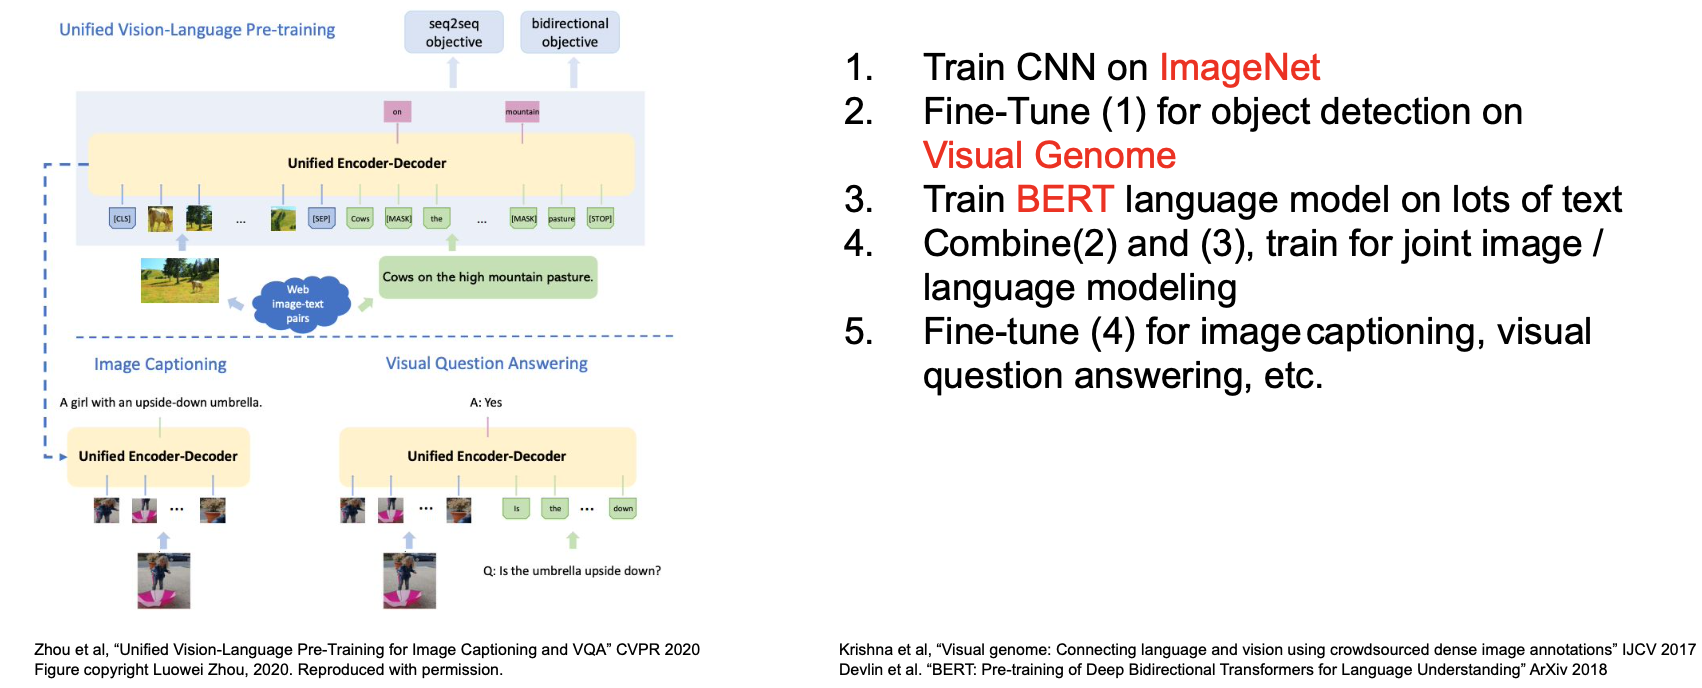 Unified Vision-Language Pre-training
seq2seq
objective
bidirectional
objective
on
mountain
Unified Encoder-Decoder
[CLS]
...
[SEP]
Cows
[MASK]
the
...
[MASK]
pasture
[STOP]
Web
image-text
pairs
Cows on the high mountain pasture.
Image Captioning
A girl with an upside-down umbrella.
Unified Encoder-Decoder
...
Visual Question Answering
A: Yes
Unified Encoder-Decoder
...
Is
the
...
down
Q: Is the umbrella upside down?
Zhou et al, “Unified Vision-Language Pre-Training for Image Captioning and VQA” CVPR 2020
Figure copyright Luowei Zhou, 2020. Reproduced with permission.
1. Train CNN on ImageNet
2. Fine-Tune (1) for object detection on
Visual Genome
3. Train BERT language model on lots of text
4. Combine(2) and (3), train for joint image /
language modeling
5. Fine-tune (4) for image captioning, visual
question answering, etc.
Krishna et al, “Visual genome: Connecting language and vision using crowdsourced dense image annotations” IJCV 2017
Devlin et al. “BERT: Pre-training of Deep Bidirectional Transformers for Language Understanding” ArXiv 2018